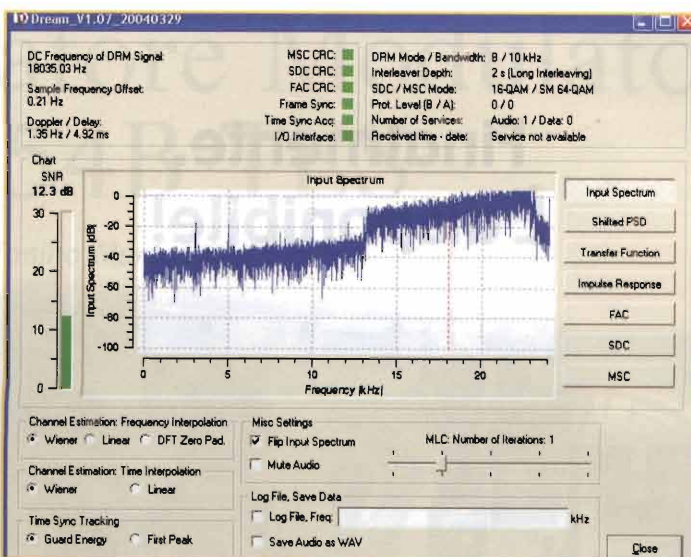 Dream_V1.07_20040329
DC Frequency of DRM Signal:
18035.03 Hz
Sample Frequency Offset:
0.21 Hz
Doppler / Delay:
1.35 Hz / 4.92 ms
MSC CRC:
SDC CRC:
FAC CRC:
Frame Sync:
Time Sync Acq:
I/O Interface:
DRM Mode / Bandwidth: B / 10 kHz
Interleaver Depth: 2 s (Long Interleaving)
SDC / MSC Mode: 16-QAM / SM 64-QAM
Prot. Level (B / A): 0 / 0
Number of Services: Audio: 1 / Data: 0
Received time - date: Service not available
Chart
SNR
12.3 dB
30
20
10
0
Input Spectrum
Input Spectrum [dB]
0
-20
-40
-60
-80
-100
0 5 10 15 20
Frequency [kHz]
Input Spectrum
Shifted PSD
Transfer Function
Impulse Response
FAC
SDC
MSC
Channel Estimation: Frequency Interpolation
Wiener Linear DFT Zero Pad.
Channel Estimation: Time Interpolation
Wiener Linear
Time Sync Tracking
Guard Energy First Peak
Misc Settings
Flip Input Spectrum
Mute Audio
MLC: Number of Iterations: 1
Log File, Save Data
Log File, Freq: kHz
Save Audio as WAV
Close